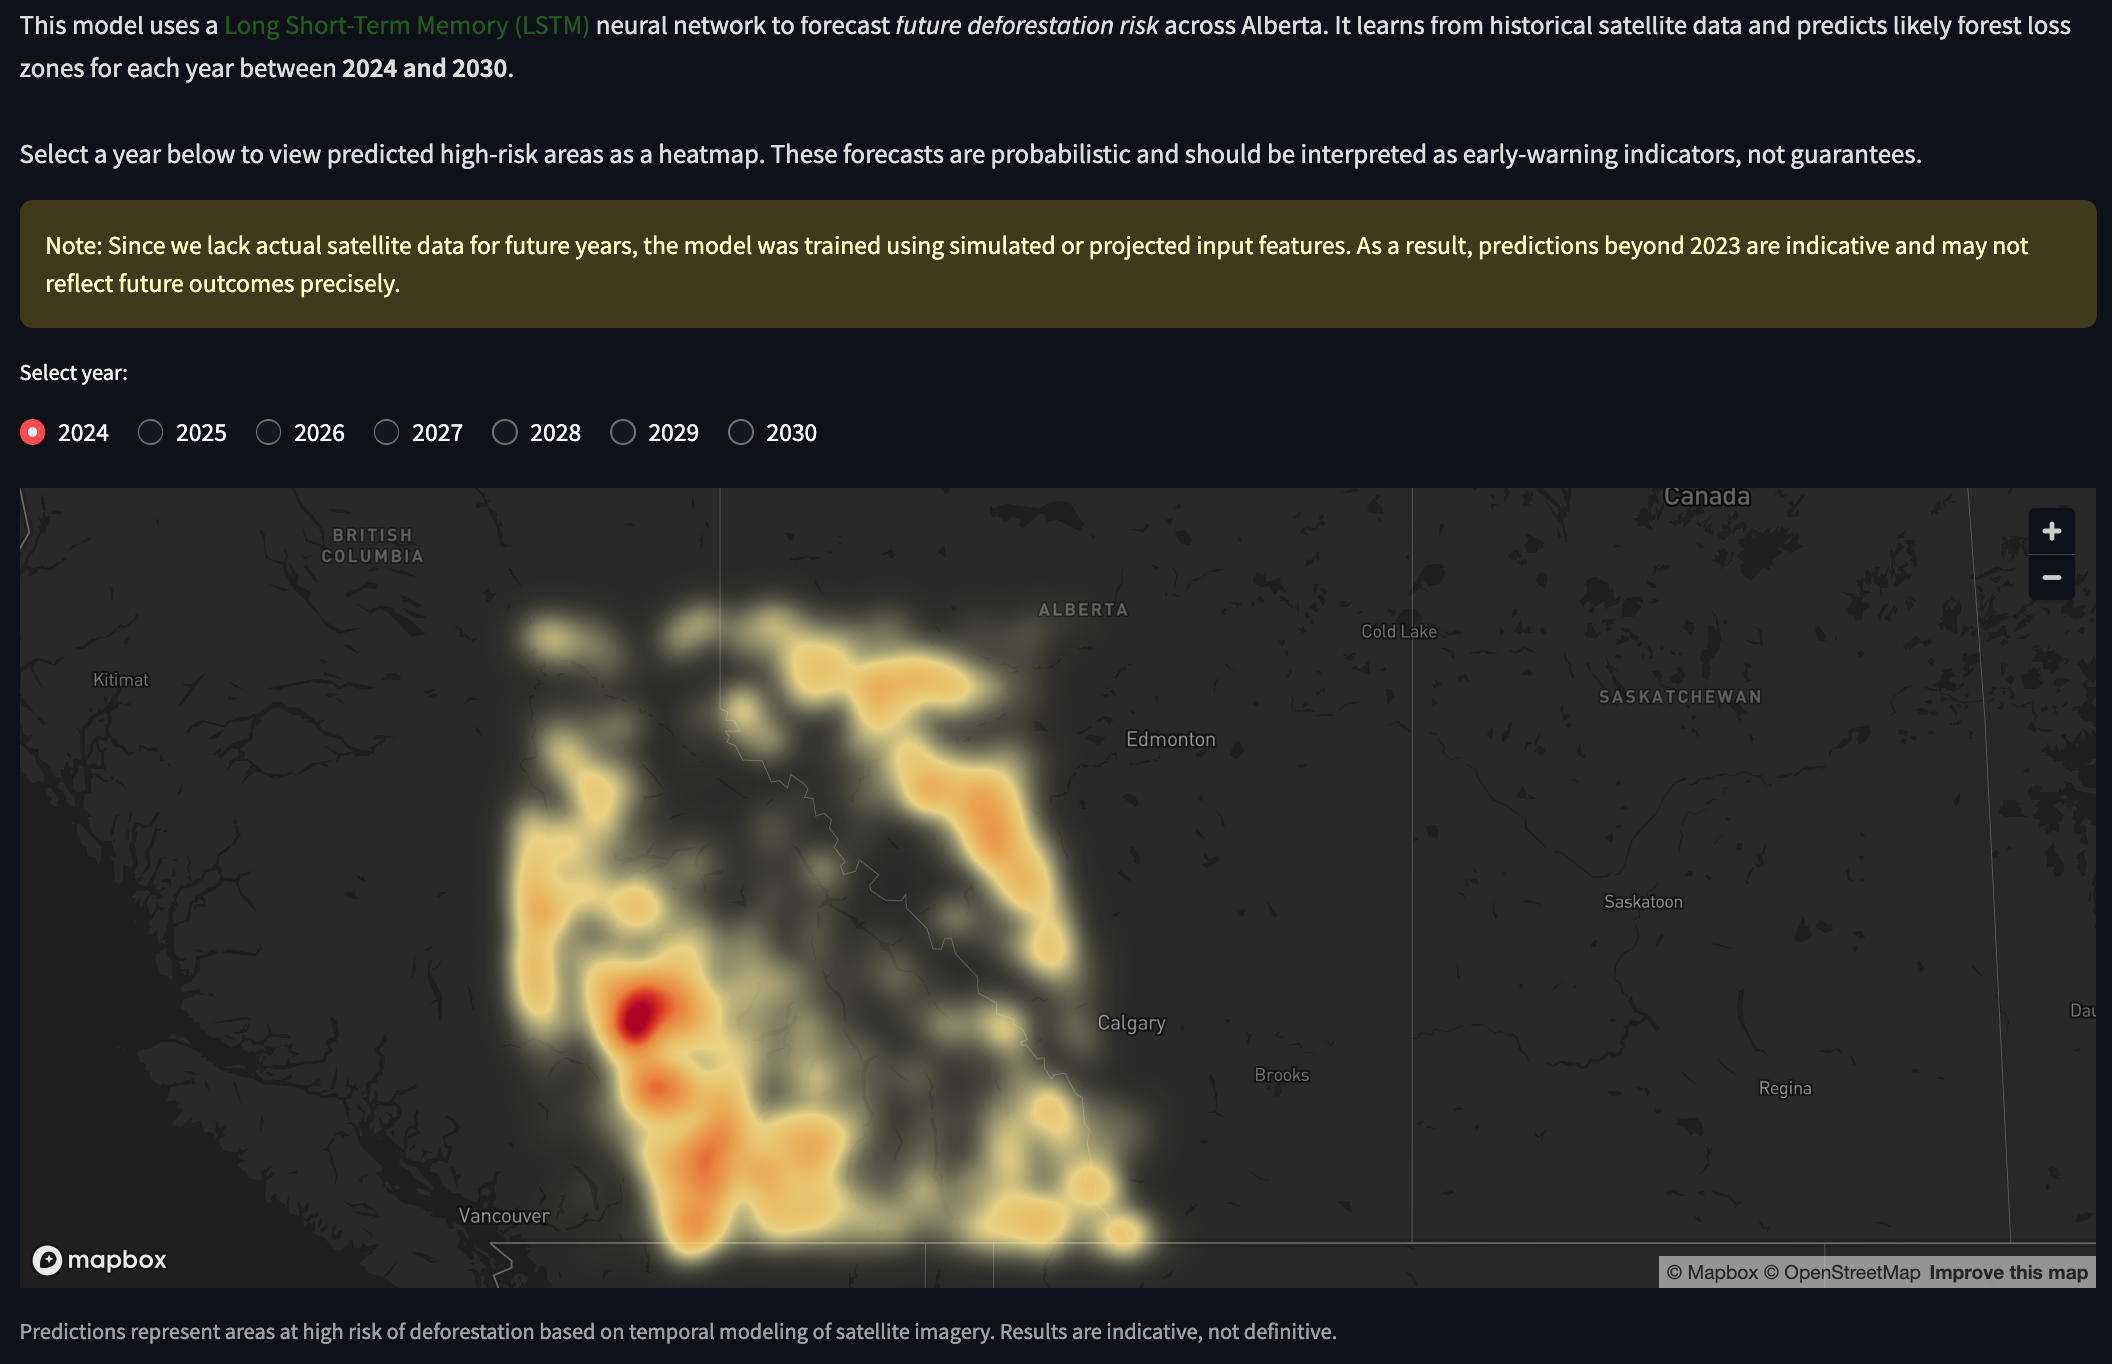 This model uses a Long Short-Term Memory (LSTM) neural network to forecast future deforestation risk across Alberta. It learns from historical satellite data and predicts likely forest loss
zones for each year between 2024 and 2030.
Select a year below to view predicted high-risk areas as a heatmap. These forecasts are probabilistic and should be interpreted as early-warning indicators, not guarantees.
Note: Since we lack actual satellite data for future years, the model was trained using simulated or projected input features. As a result, predictions beyond 2023 are indicative and may not
reflect future outcomes precisely.
Select year:
2024 2025 2026 2027 2028 2029 2030
Canada
BRITISH
COLUMBIA
ALBERTA
Cold Lake
Kitimat
SASKATCHEWAN
Edmonton
Saskatoon
Dau
Calgary
Brooks
Regina
Vancouver
mapbox
© Mapbox © OpenStreetMap Improve this map
Predictions represent areas at high risk of deforestation based on temporal modeling of satellite imagery. Results are indicative, not definitive.